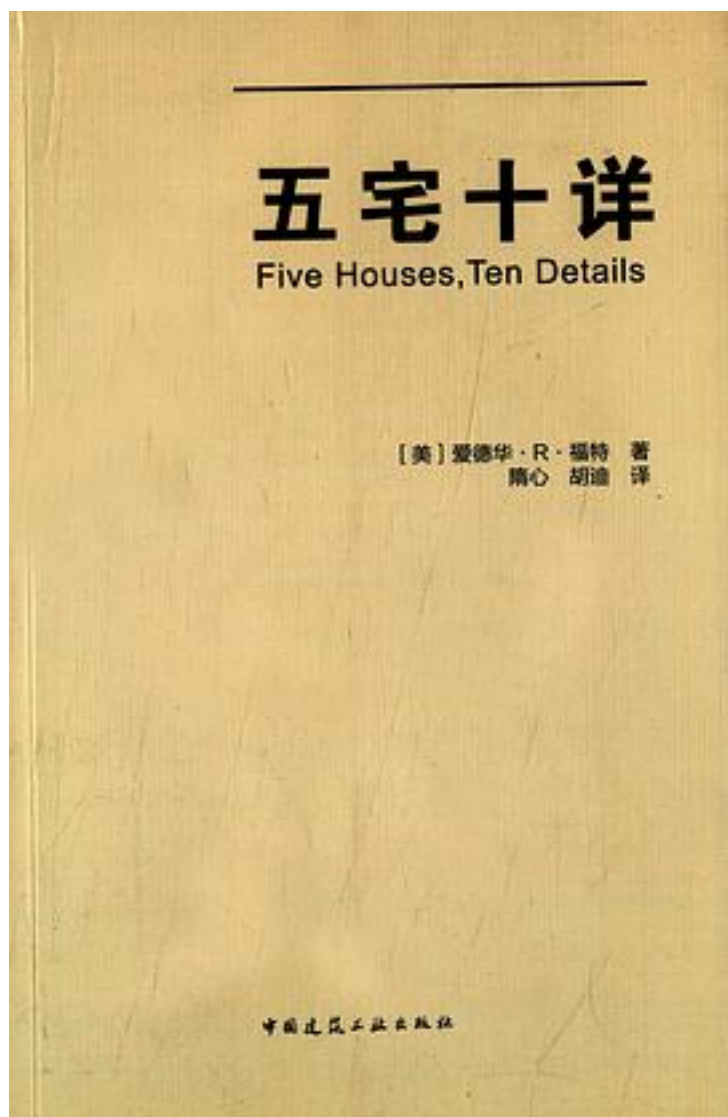 五宅十详
Five Houses,Ten Details
[美] 爱德华·R·福特 著
隋心 胡迪 译
中国建筑工业出版社